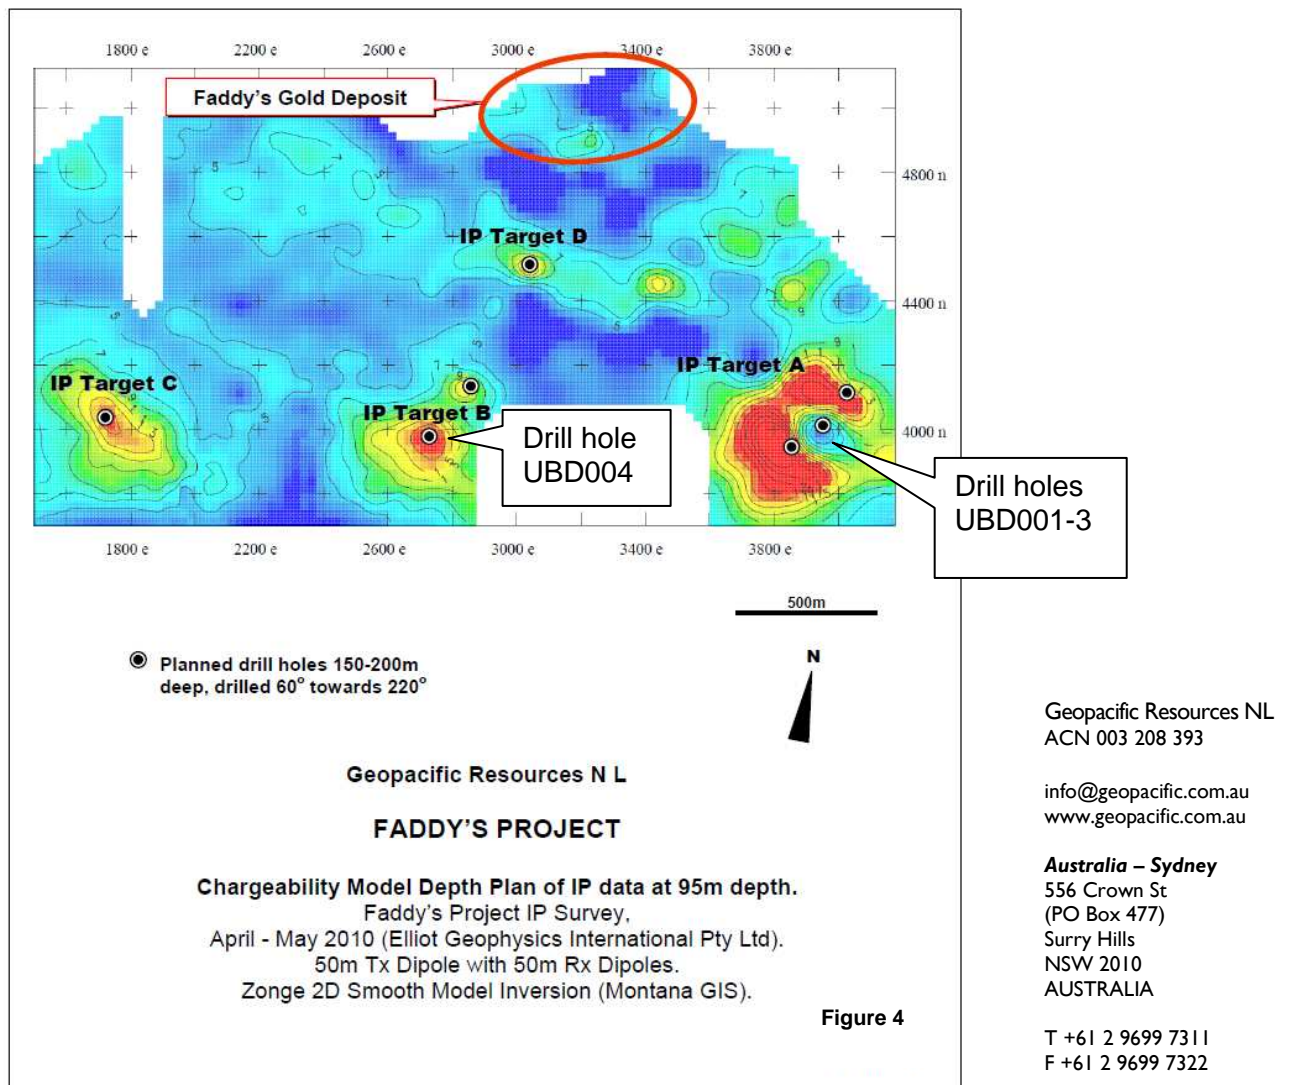 1800 e 2200 e 2600 e 3000 e 3400 e 3800 e
Faddy's Gold Deposit
4800 n
IP Target D
4400 n
IP Target A
IP Target C
IP Target B
4000 n
Drill hole
UBD004
Drill holes
UBD001-3
1800 e 2200 e 2600 e 3000 e 3400 e 3800 e
500m
Planned drill holes 150-200m
deep, drilled 60° towards 220°
N
Geopacific Resources N L
FADDY'S PROJECT
Chargeability Model Depth Plan of IP data at 95m depth.
Faddy's Project IP Survey,
April - May 2010 (Elliot Geophysics International Pty Ltd).
50m Tx Dipole with 50m Rx Dipoles.
Zonge 2D Smooth Model Inversion (Montana GIS).
Figure 4
Geopacific Resources NL
ACN 003 208 393
info@geopacific.com.au
www.geopacific.com.au
Australia – Sydney
556 Crown St
(PO Box 477)
Surry Hills
NSW 2010
AUSTRALIA
T +61 2 9699 7311
F +61 2 9699 7322